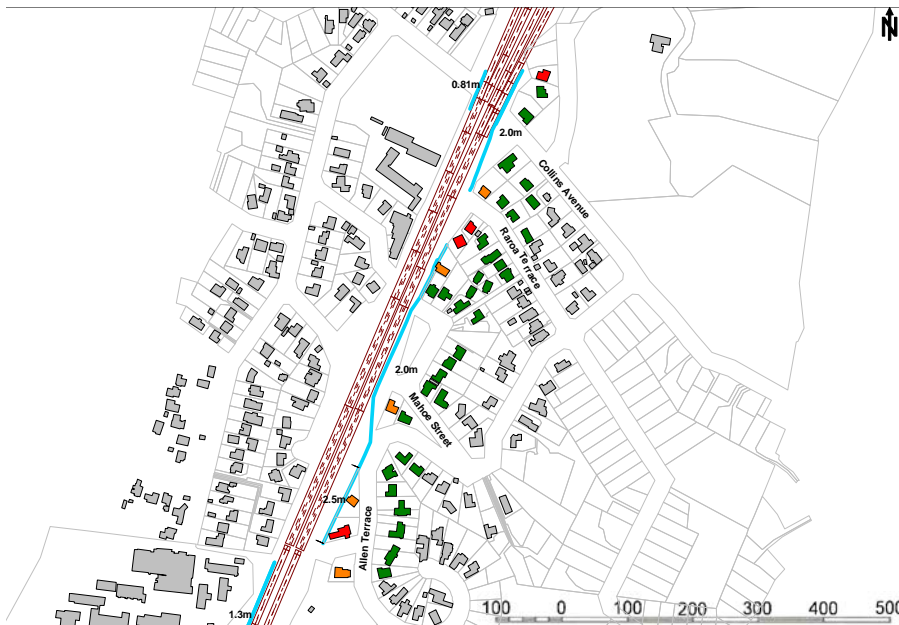 N
0.81m
2.0m
Collins Avenue
Raroa Terrace
2.0m
Mahoe Street
2.5m
Allen Terrace
1.3m
100 0 100 200 300 400 500